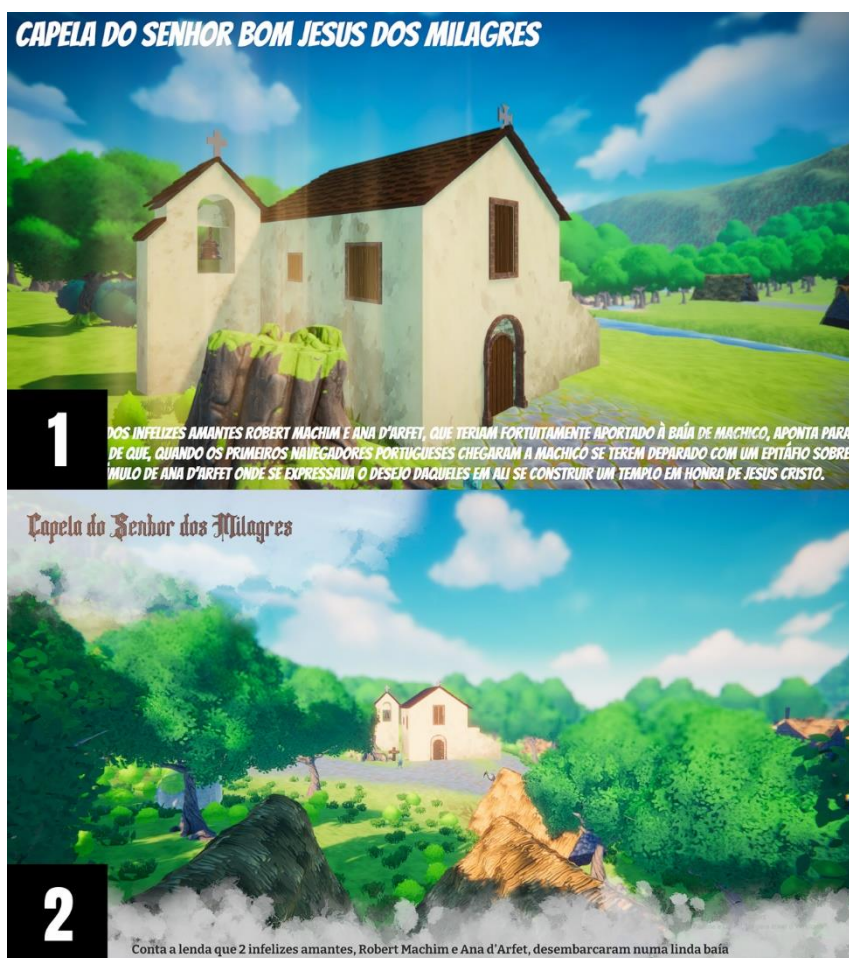 CAPELA DO SENHOR BOM JESUS DOS MILAGRES
DOS INFELIZES AMANTES ROBERT MACHIM E ANA D'ARFET, QUE TERIAM FORTUITAMENTE APORTADO À BAÍA DE MACHICO, APONTA PARA
DE QUE, QUANDO OS PRIMEIROS NAVEGADORES PORTUGUESES CHEGARAM A MACHICO SE TEREM DEPARADO COM UM EPITÁFIO SOBRE
MULO DE ANA D'ARFET ONDE SE EXPRESSAVA O DESEJO DAQUELES EM ALI SE CONSTRUIR UM TEMPLO EM HONRA DE JESUS CRISTO.
1
Capela do Senhor dos Milagres
2
Conta a lenda que 2 infelizes amantes, Robert Machim e Ana d'Arfet, desembarcaram numa linda baía